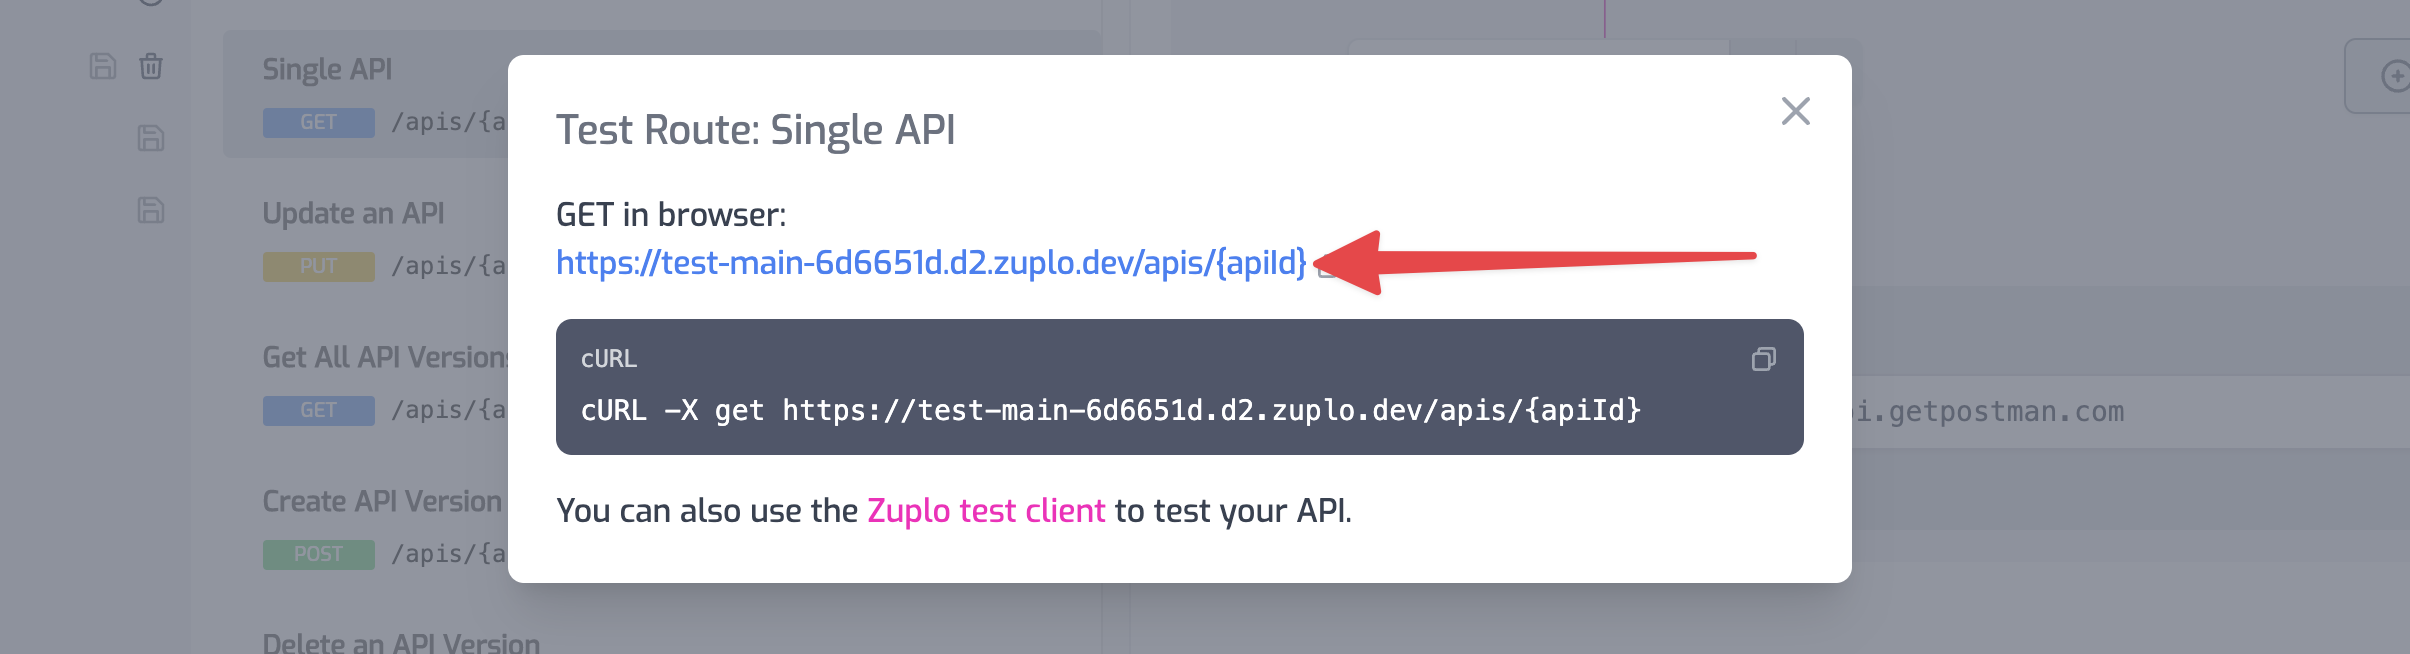 Single API
GET /apis/{a
Update an API
PUT /apis/{a
Get All API Versions
GET /apis/{a
Create API Version
POST /apis/{a
Delete an API Version
Test Route: Single API
GET in browser:
https://test-main-6d6651d.d2.zuplo.dev/apis/{apiId}
cURL
cURL -X get https://test-main-6d6651d.d2.zuplo.dev/apis/{apiId}
You can also use the Zuplo test client to test your API.
i.getpostman.com